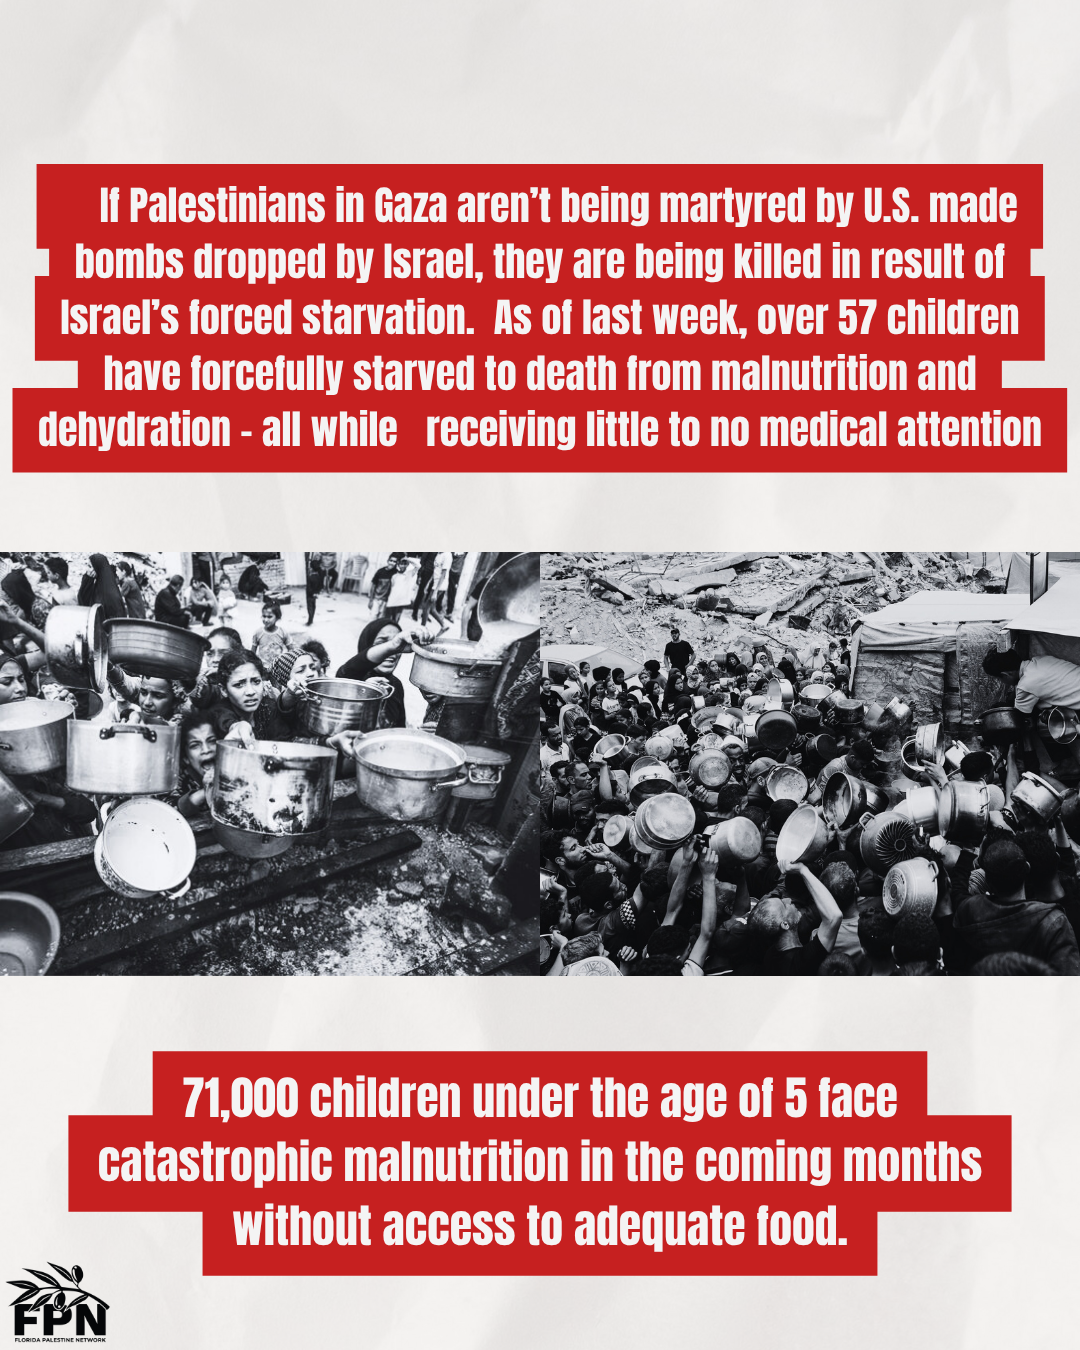 If Palestinians in Gaza aren’t being martyred by U.S. made
bombs dropped by Israel, they are being killed in result of
Israel’s forced starvation. As of last week, over 57 children
have forcefully starved to death from malnutrition and
dehydration - all while receiving little to no medical attention
71,000 children under the age of 5 face
catastrophic malnutrition in the coming months
without access to adequate food.
FPN
FLORIDA PALESTINE NETWORK